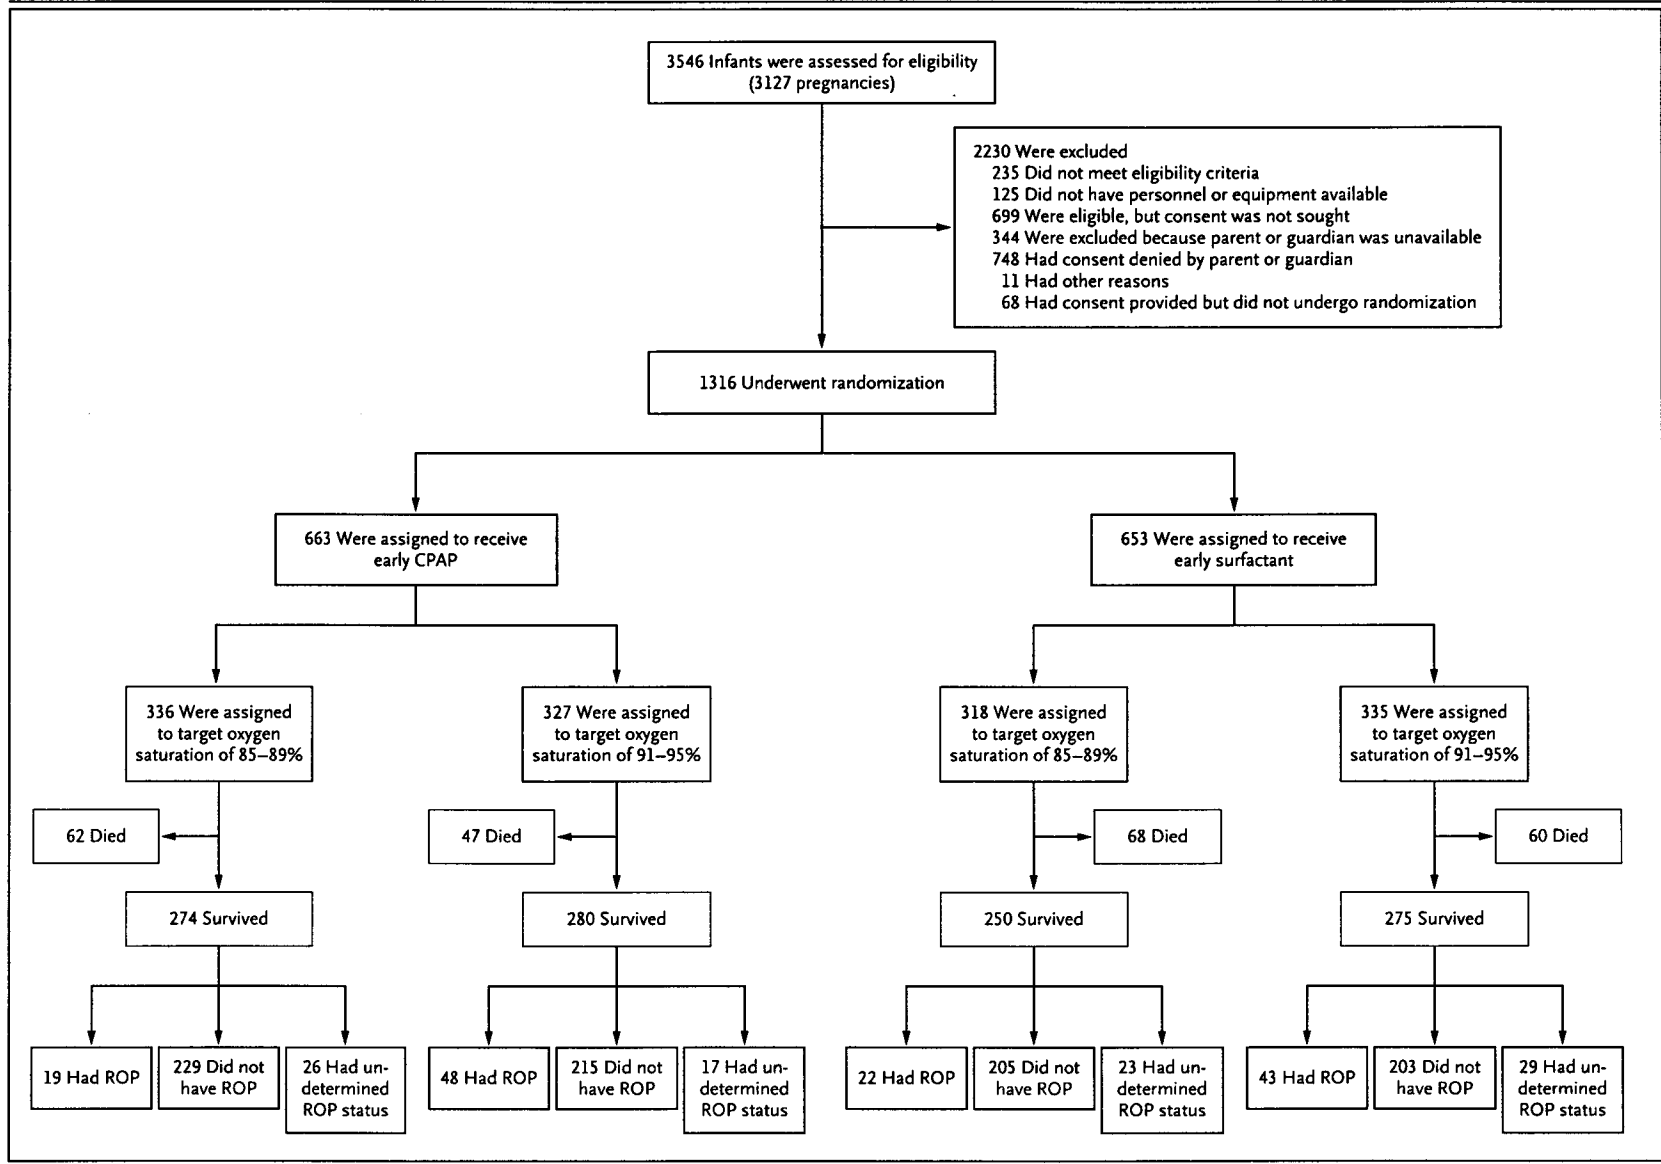 3546 Infants were assessed for eligibility
(3127 pregnancies)
2230 Were excluded
235 Did not meet eligibility criteria
125 Did not have personnel or equipment available
699 Were eligible, but consent was not sought
344 Were excluded because parent or guardian was unavailable
748 Had consent denied by parent or guardian
11 Had other reasons
68 Had consent provided but did not undergo randomization
1316 Underwent randomization
663 Were assigned to receive
early CPAP
653 Were assigned to receive
early surfactant
336 Were assigned
to target oxygen
saturation of 85–89%
327 Were assigned
to target oxygen
saturation of 91–95%
318 Were assigned
to target oxygen
saturation of 85–89%
335 Were assigned
to target oxygen
saturation of 91–95%
62 Died
47 Died
68 Died
60 Died
274 Survived
280 Survived
250 Survived
275 Survived
19 Had ROP
229 Did not
have ROP
26 Had un-
determined
ROP status
48 Had ROP
215 Did not
have ROP
17 Had un-
determined
ROP status
22 Had ROP
205 Did not
have ROP
23 Had un-
determined
ROP status
43 Had ROP
203 Did not
have ROP
29 Had un-
determined
ROP status